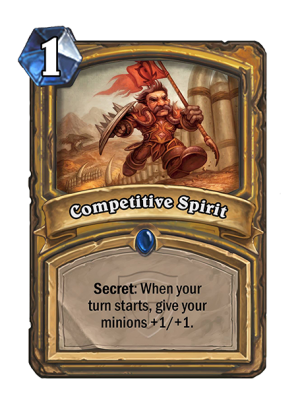 1
Competitive Spirit
Secret: When your
turn starts, give your
minions +1/+1.